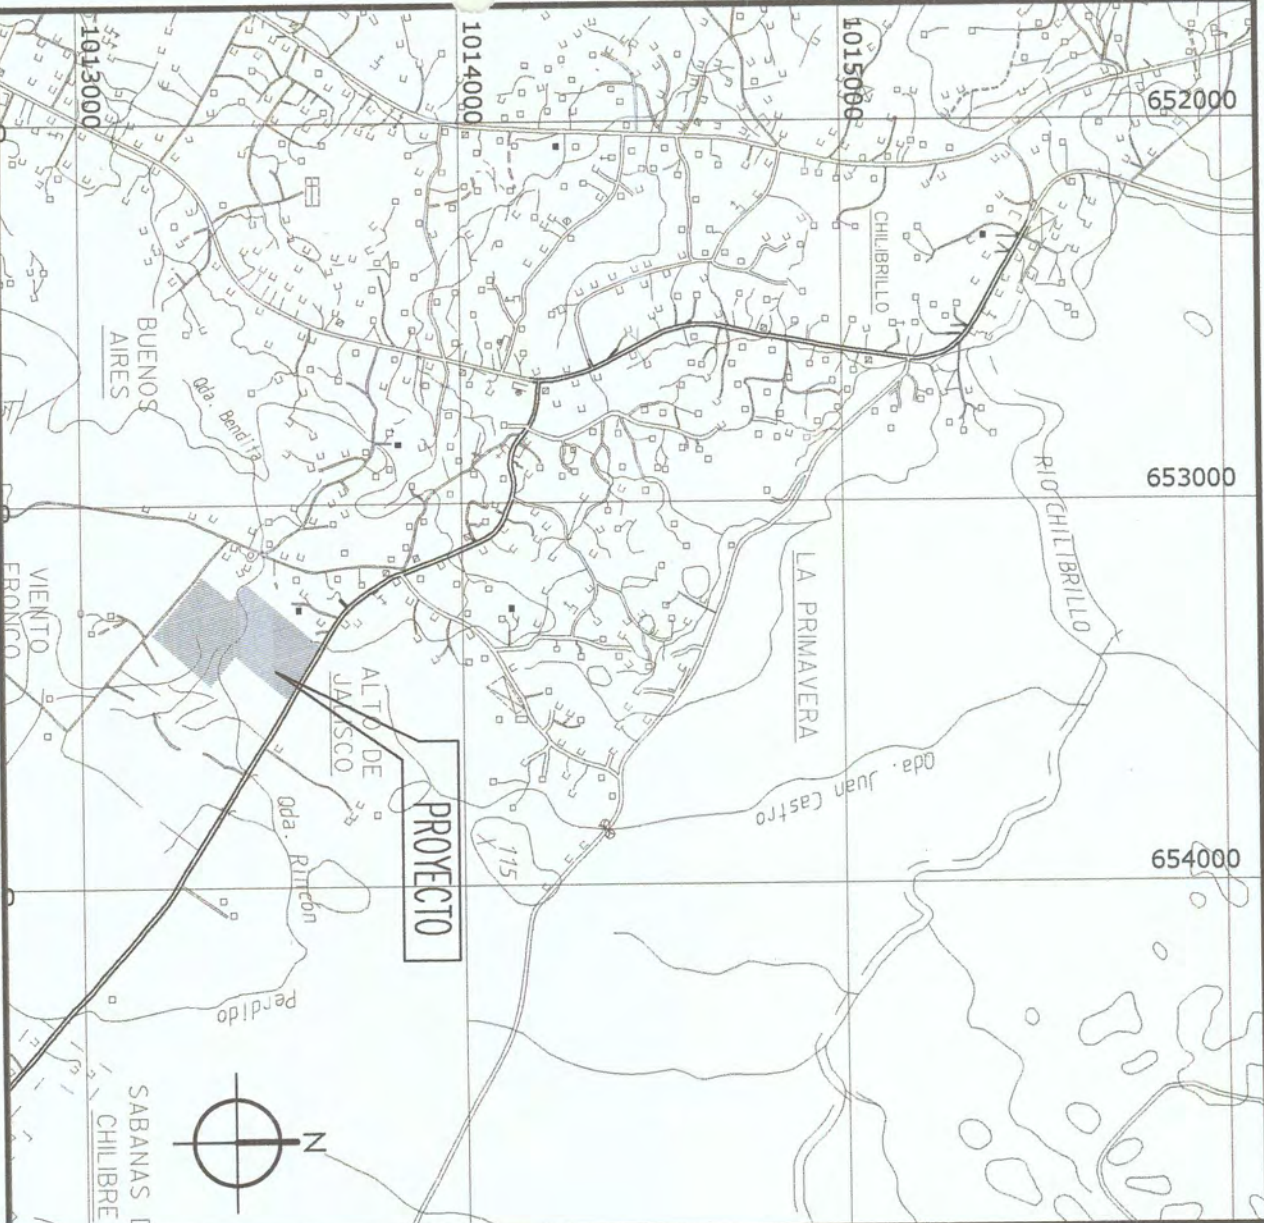 1013000
1014000
1015000
652000
653000
654000
CHILIBRILLO
BUENOS
AIRES
Qda. Bendita
RIO CHILIBRILLO
LA PRIMAVERA
VIENTO
FRONCO
ALTO DE
JALISCO
PROYECTO
Qda. Juan Castro
X 115
Qda. Rincón
Perdido
SABANAS D
CHILIBRE
N